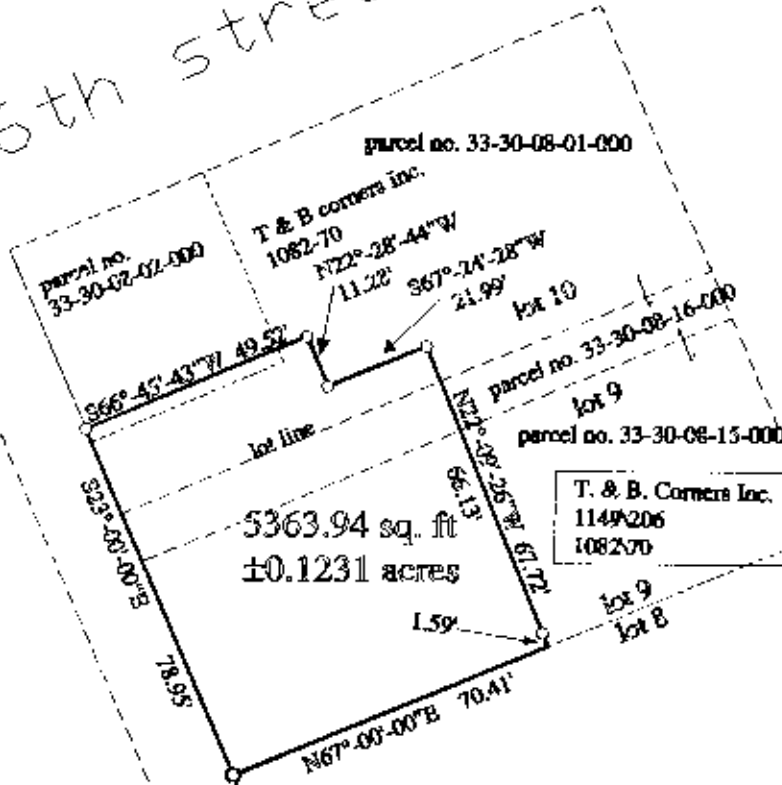 5th stre
parcel no. 33-30-08-01-000
T & B corners inc.
1082-70
parcel no.
33-30-08-02-000
N22°-28'-44"W
11.28'
S67°-24'-28"W
21.99'
lot 10
S66°-45'-43"W 49.52'
parcel no. 33-30-08-16-000
lot 9
lot line
parcel no. 33-30-08-15-000
N22°-09'-26"W 67.72'
66.13'
S23°-00'-00"E
78.95'
5363.94 sq. ft
±0.1231 acres
T. & B. Corners Inc.
1149\206
1082\70
1.59'
lot 9
lot 8
N67°-00'-00"E 70.41'